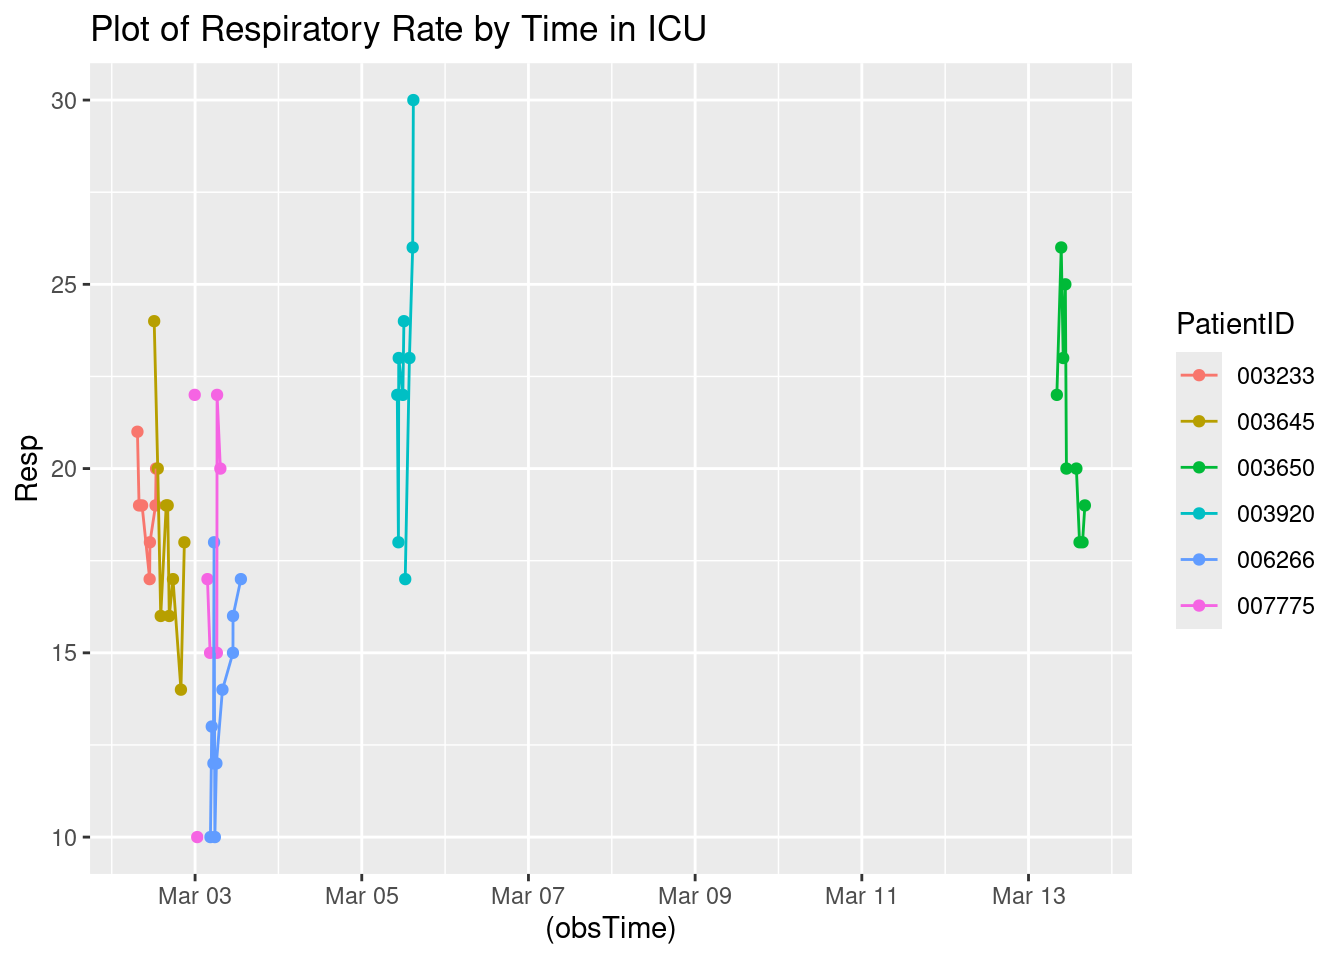 Plot of Respiratory Rate by Time in ICU
30
25
20
15
10
Resp
Mar 03
Mar 05
Mar 07
Mar 09
Mar 11
Mar 13
(obsTime)
PatientID
003233
003645
003650
003920
006266
007775